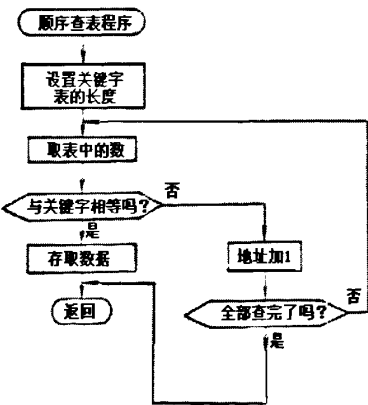 顺序查表程序
设置关键字
表的长度
取表中的数
与关键字相等吗?
否
是
存取数据
地址加1
返回
全部查完了吗?
否
是